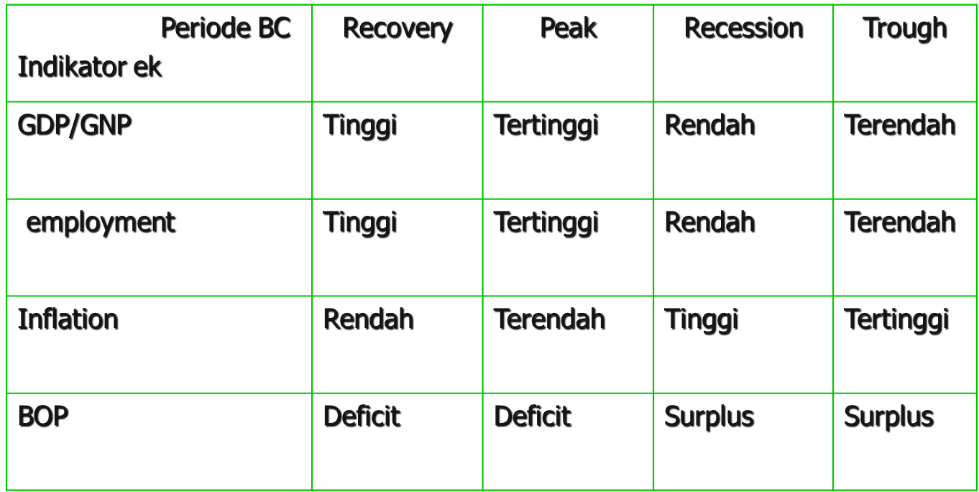 Periode BC Recovery Peak Recession Trough
Indikator ek
GDP/GNP Tinggi Tertinggi Rendah Terendah
employment Tinggi Tertinggi Rendah Terendah
Inflation Rendah Terendah Tinggi Tertinggi
BOP Deficit Deficit Surplus Surplus